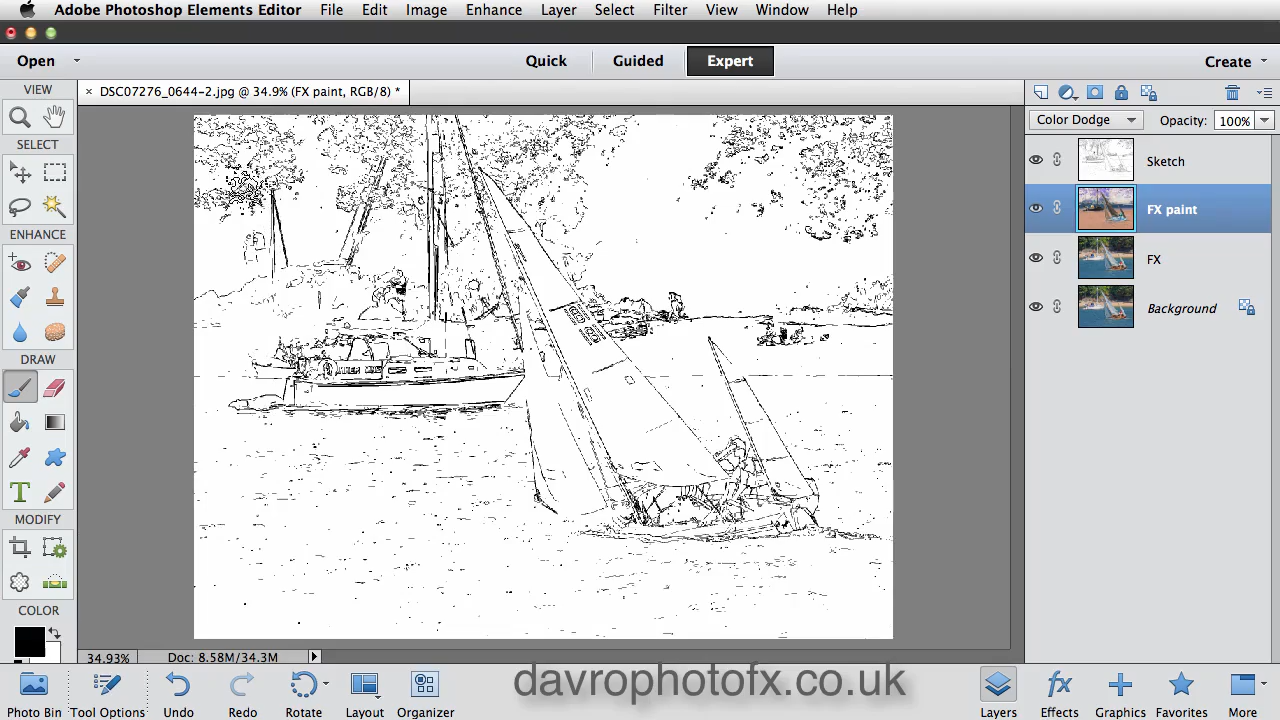 Adobe Photoshop Elements Editor File Edit Image Enhance Layer Select Filter View Window Help
Open Quick Guided Expert Create
VIEW
× DSC07276_0644-2.jpg @ 34.9% (FX paint, RGB/8) *
Color Dodge Opacity: 100%
SELECT
Sketch
FX paint
ENHANCE
FX
Background
DRAW
T
MODIFY
COLOR
34.93% Doc: 8.58M/34.3M
davrophotofx.co.uk
fx
Photo Bin Tool Options Undo Redo Rotate Layout Organizer Layers Effects Graphics Favorites More